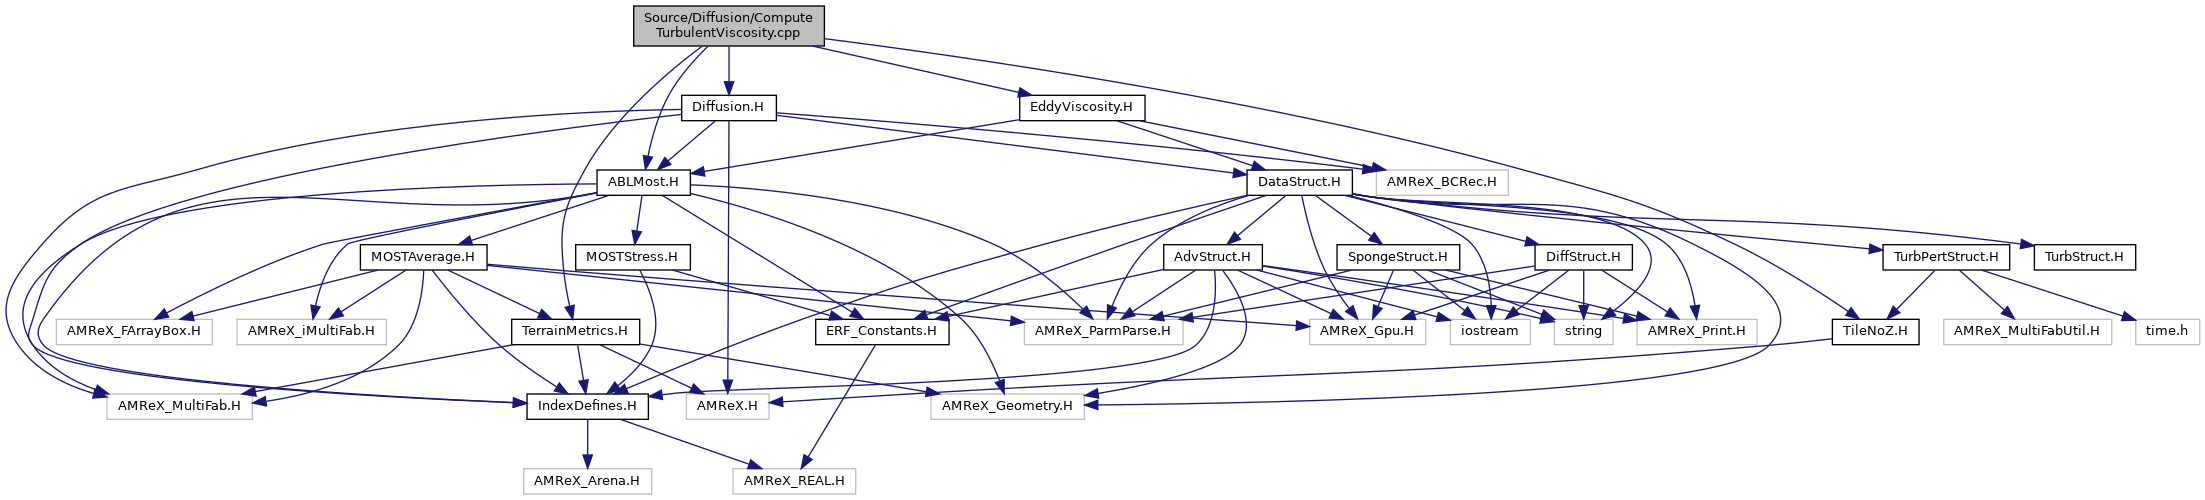 Source/Diffusion/Compute
TurbulentViscosity.cpp
Diffusion.H
EddyViscosity.H
ABLMost.H
DataStruct.H
AMReX_BCRec.H
MOSTAverage.H
MOSTStress.H
AdvStruct.H
SpongeStruct.H
DiffStruct.H
TurbPertStruct.H
TurbStruct.H
AMReX_FArrayBox.H
AMReX_iMultiFab.H
TerrainMetrics.H
ERF_Constants.H
AMReX_ParmParse.H
AMReX_Gpu.H
iostream
string
AMReX_Print.H
TileNoZ.H
AMReX_MultiFabUtil.H
time.h
AMReX_MultiFab.H
IndexDefines.H
AMReX.H
AMReX_Geometry.H
AMReX_Arena.H
AMReX_REAL.H